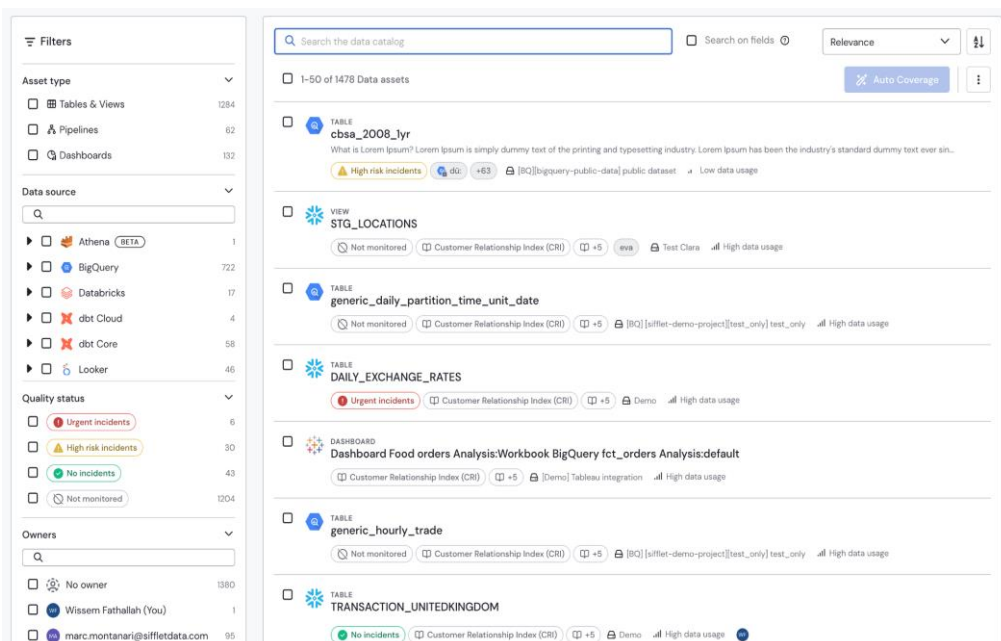 Filters
Asset type
Tables & Views 1284
Pipelines 62
Dashboards 132
Data source
Athena BETA 1
BigQuery 722
Databricks 17
dbt Cloud 4
dbt Core 58
Looker 46
Quality status
Urgent incidents 6
High risk incidents 30
No incidents 43
Not monitored 1204
Owners
No owner 1380
WF Wissem Fathallah (You) 1
MA marc.montanari@siffletdata.com 95
Search the data catalog
Search on fields
Relevance
1-50 of 1478 Data assets
Auto Coverage
TABLE
cbsa_2008_1yr
What is Lorem Ipsum? Lorem Ipsum is simply dummy text of the printing and typesetting industry. Lorem Ipsum has been the industry's standard dummy text ever sin...
High risk incidents dü: +63 [BQ][bigquery-public-data] public dataset Low data usage
VIEW
STG_LOCATIONS
Not monitored Customer Relationship Index (CRI) +5 eva Test Clara High data usage
TABLE
generic_daily_partition_time_unit_date
Not monitored Customer Relationship Index (CRI) +5 [BQ] [sifflet-demo-project][test_only] test_only High data usage
TABLE
DAILY_EXCHANGE_RATES
Urgent incidents Customer Relationship Index (CRI) +5 Demo High data usage
DASHBOARD
Dashboard Food orders Analysis:Workbook BigQuery fct_orders Analysis:default
Customer Relationship Index (CRI) +5 [Demo] Tableau integration High data usage
TABLE
generic_hourly_trade
Not monitored Customer Relationship Index (CRI) +5 [BQ] [sifflet-demo-project][test_only] test_only High data usage
TABLE
TRANSACTION_UNITEDKINGDOM
No incidents Customer Relationship Index (CRI) +5 Demo High data usage WF